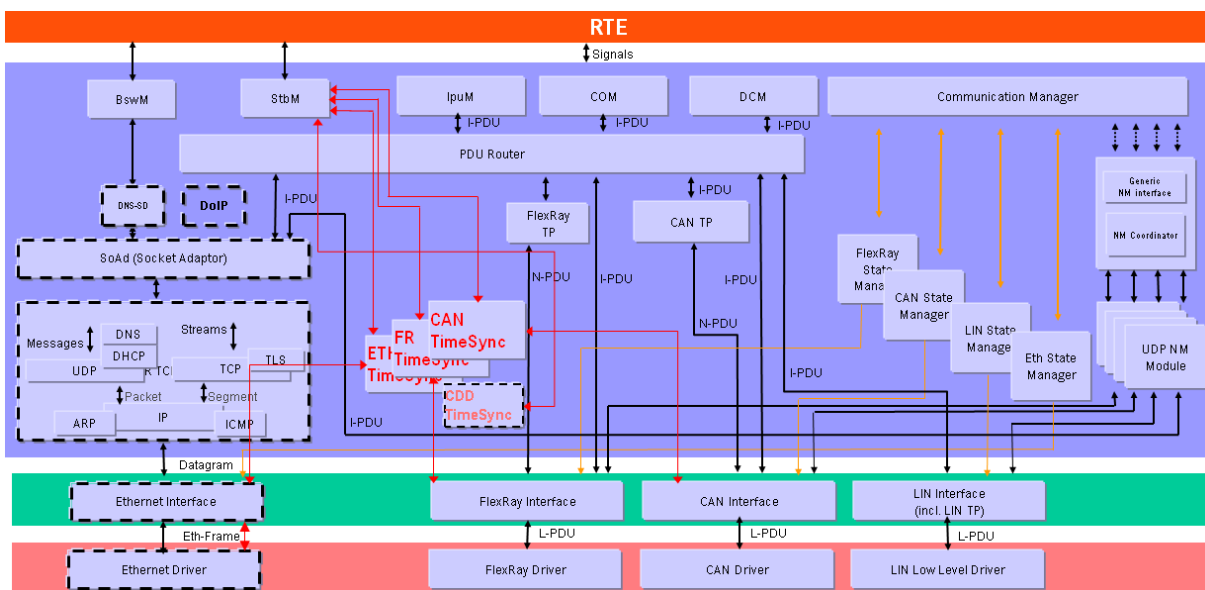 RTE
Signals
BswM
StbM
IpuM
COM
DCM
Communication Manager
I-PDU
I-PDU
I-PDU
PDU Router
Generic
NM interface
NM Coordinator
DNS-SD
DoIP
I-PDU
I-PDU
I-PDU
FlexRay
TP
CAN TP
SoAd (Socket Adaptor)
N-PDU
I-PDU
I-PDU
FlexRay
State
Manager
CAN State
Manager
LIN State
Manager
Eth State
Manager
UDP NM
Module
N-PDU
I-PDU
CAN
TimeSync
FR
TimeSync
ETH
TimeSync
CDD
TimeSync
Messages
DNS
DHCP
Streams
UDP
TCP
TLS
Packet
Segment
ARP
IP
ICMP
I-PDU
Datagram
Ethernet Interface
FlexRay Interface
CAN Interface
LIN Interface
(incl. LIN TP)
Eth-Frame
L-PDU
L-PDU
L-PDU
Ethernet Driver
FlexRay Driver
CAN Driver
LIN Low Level Driver